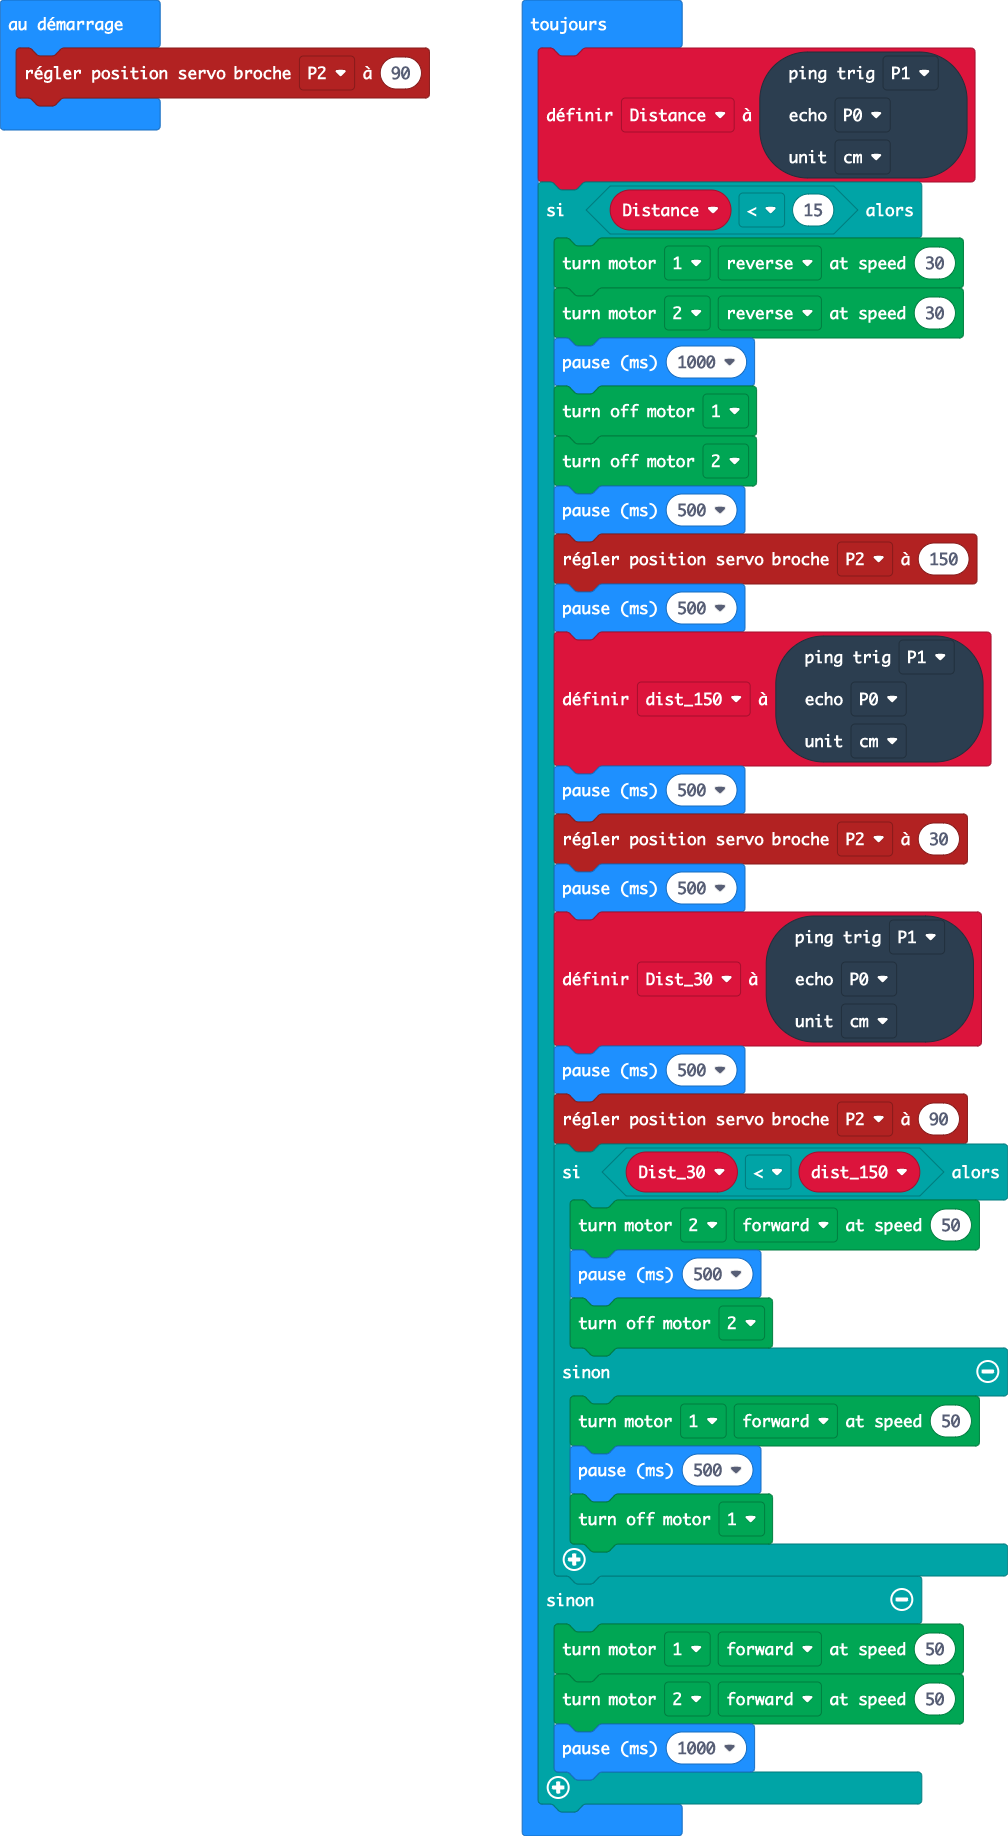 au démarrage
régler position servo broche P2 à 90
toujours
ping trig P1
définir Distance à echo P0
unit cm
si Distance < 15 alors
turn motor 1 reverse at speed 30
turn motor 2 reverse at speed 30
pause (ms) 1000
turn off motor 1
turn off motor 2
pause (ms) 500
régler position servo broche P2 à 150
pause (ms) 500
ping trig P1
définir dist_150 à echo P0
unit cm
pause (ms) 500
régler position servo broche P2 à 30
pause (ms) 500
ping trig P1
définir Dist_30 à echo P0
unit cm
pause (ms) 500
régler position servo broche P2 à 90
si Dist_30 < dist_150 alors
turn motor 2 forward at speed 50
pause (ms) 500
turn off motor 2
sinon
turn motor 1 forward at speed 50
pause (ms) 500
turn off motor 1
sinon
turn motor 1 forward at speed 50
turn motor 2 forward at speed 50
pause (ms) 1000